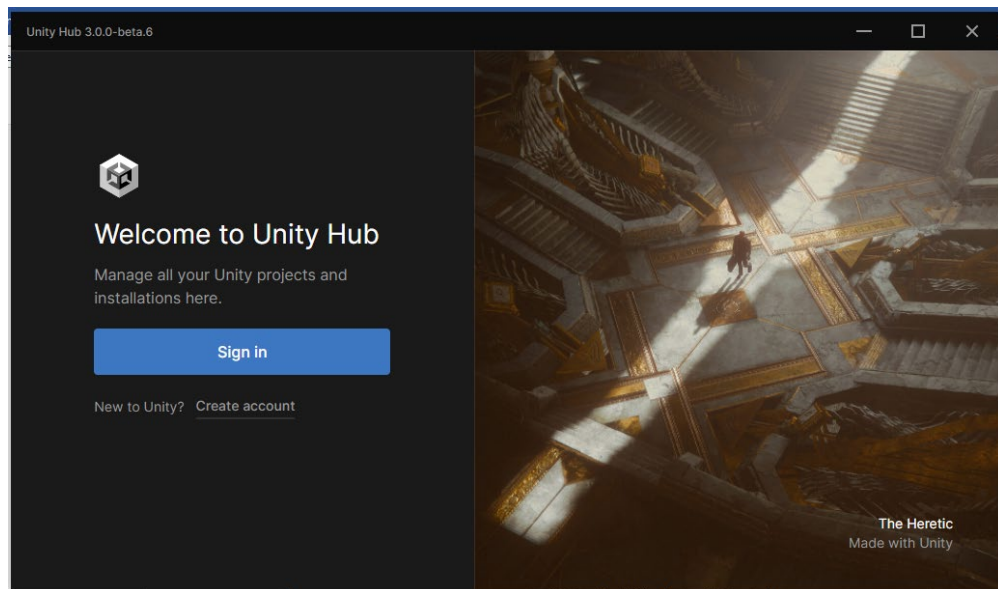 Unity Hub 3.0.0-beta.6
Welcome to Unity Hub
Manage all your Unity projects and
installations here.
Sign in
New to Unity? Create account
The Heretic
Made with Unity